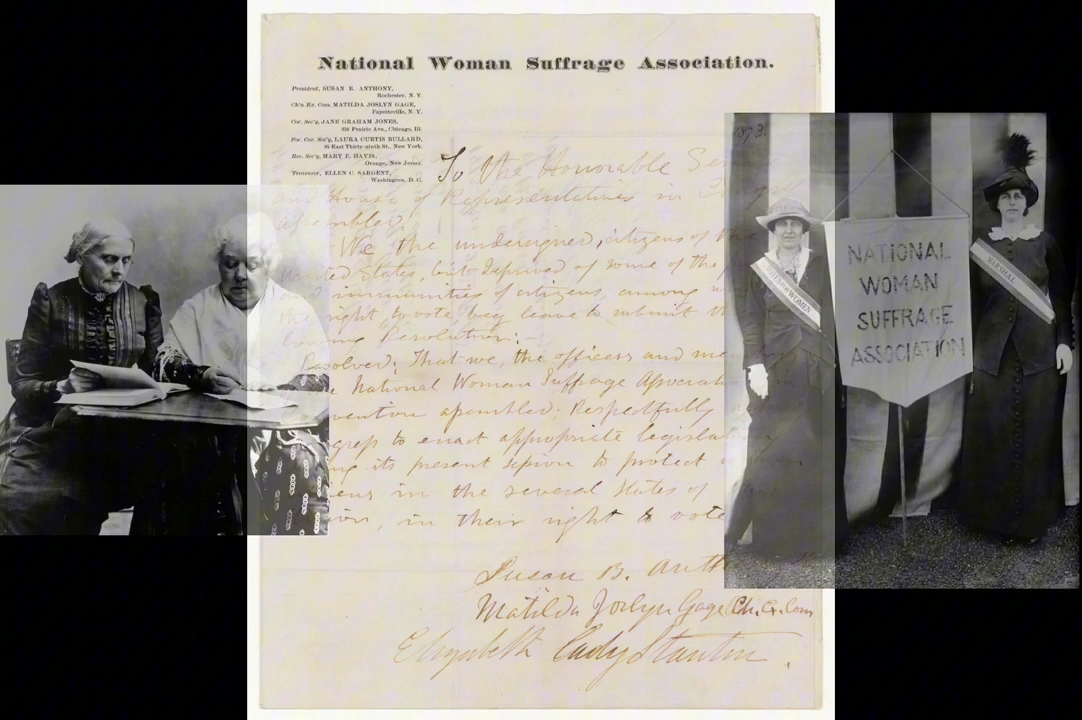 National Woman Suffrage Association.
President, SUSAN B. ANTHONY,
Rochester, N.Y.
Ch'n Ex. Com. MATILDA JOSLYN GAGE,
Fayetteville, N. Y.
Cor. Sec'y, JANE GRAHAM JONES,
Prairie Ave., Chicago, Ill.
For. Cor. Sec'y, LAURA CURTIS BULLARD,
East Thirty-ninth St., New York.
Rec. Sec'y, MARY F. DAVIS,
Orange, New Jersey.
Treasurer, ELLEN C. SARGENT,
Washington, D. C.
1873.
To the Honorable
and House of Representatives in
assembled:
We the undersigned, citizens of the
United States, but deprived of some of the
and immunities of citizens, among
the right to vote, beg leave to submit the
Resolution:—
Resolved; That we, the officers and
National Woman Suffrage Association
assembled; Respectfully
to enact appropriate legislation
its present session to protect women
in the several States of
, in their right to vote
Susan B.
Matilda Joslyn Gage Ch. Ex. Com
Elizabeth Cady Stanton.
VOTES FOR WOMEN
NATIONAL
WOMAN
SUFFRAGE
ASSOCIATION
MARSHAL